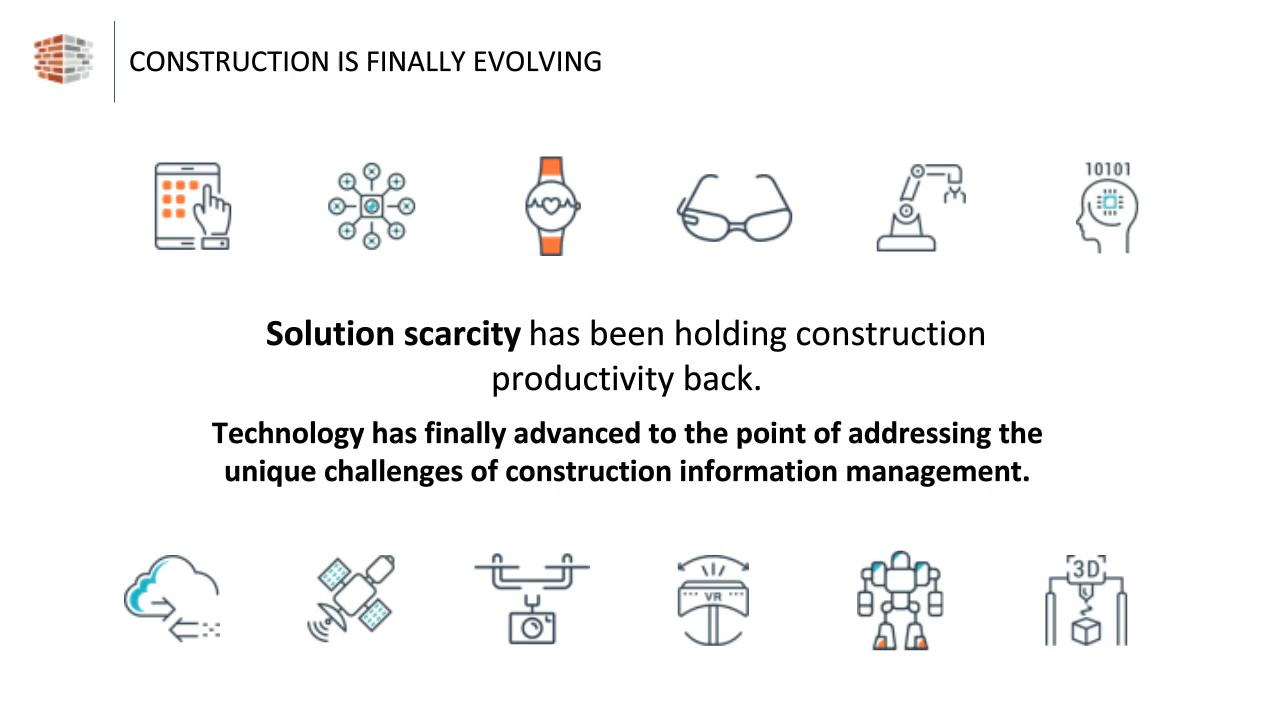 CONSTRUCTION IS FINALLY EVOLVING
10101
Solution scarcity has been holding construction
productivity back.
Technology has finally advanced to the point of addressing the
unique challenges of construction information management.
VR
3D